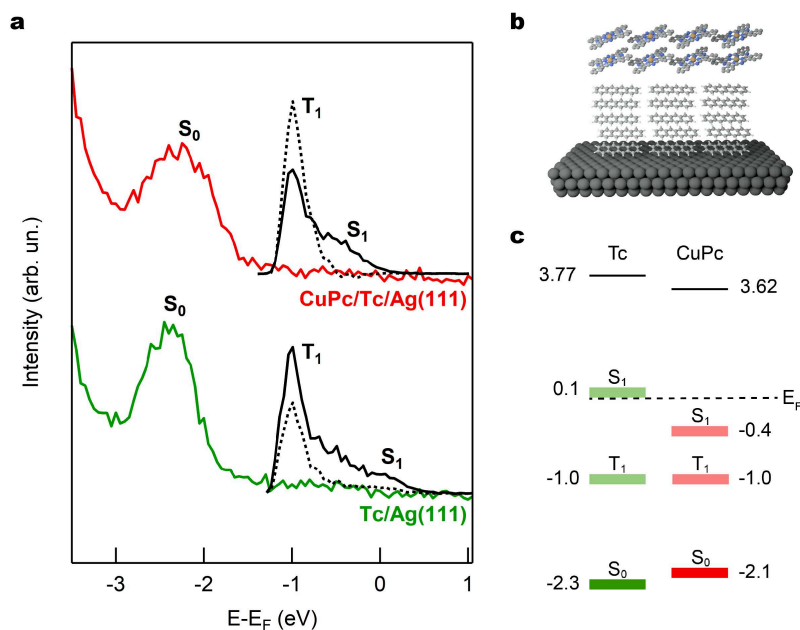 a
Intensity (arb. un.)
S0
T1
S1
CuPc/Tc/Ag(111)
S0
T1
S1
Tc/Ag(111)
-3
-2
-1
0
1
E-EF (eV)
b
c
Tc
CuPc
3.77
3.62
0.1
S1
EF
S1
-0.4
-1.0
T1
T1
-1.0
-2.3
S0
S0
-2.1